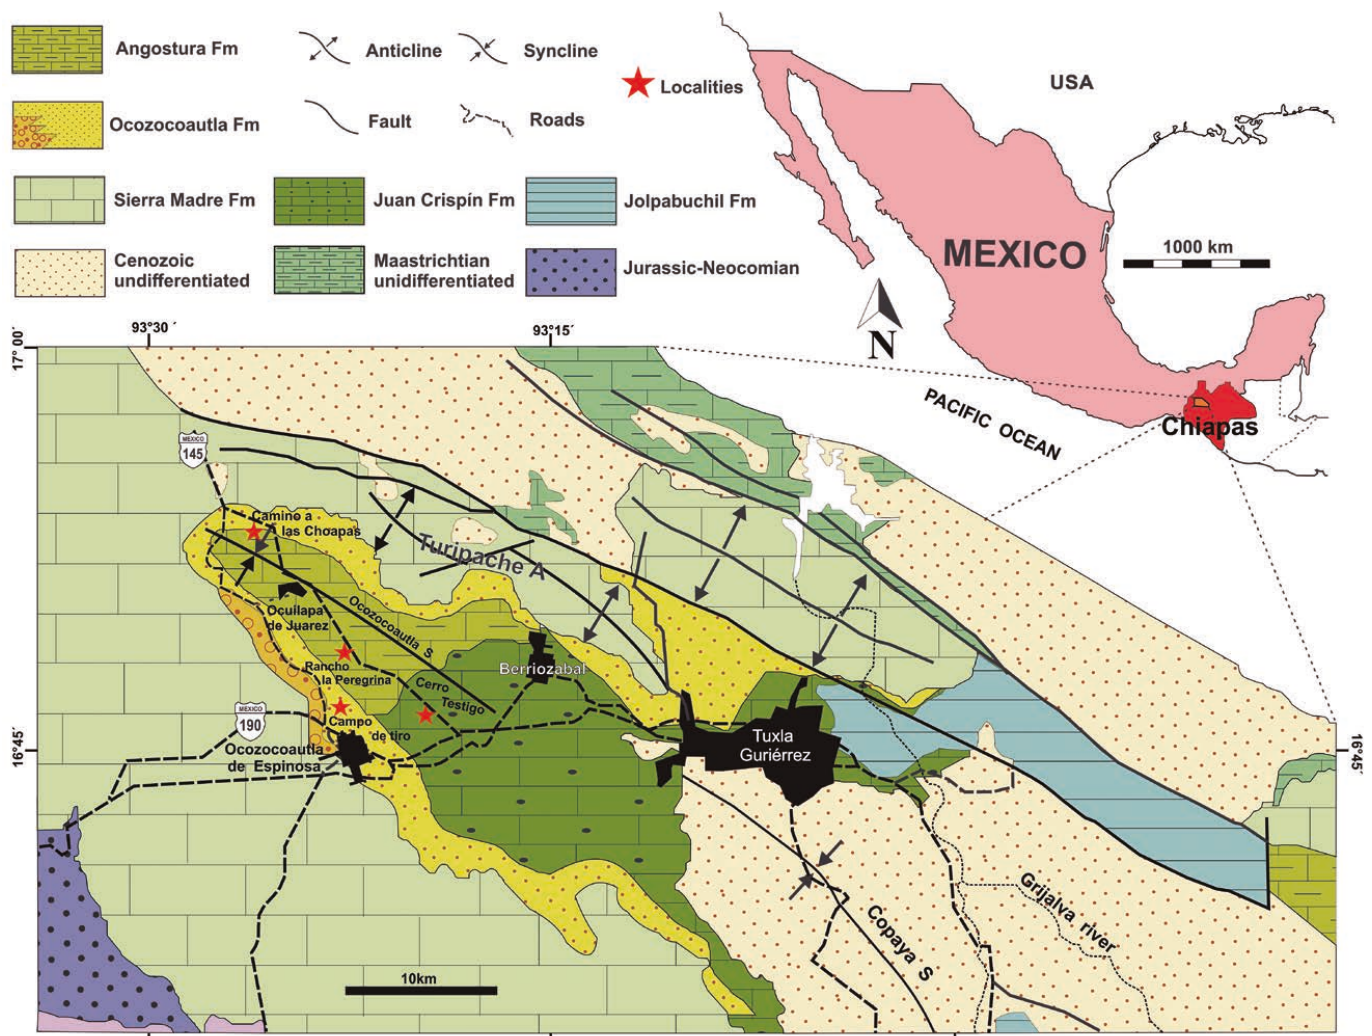 Angostura Fm
Anticline
Syncline
Localities
Ocozocoautla Fm
Fault
Roads
Sierra Madre Fm
Juan Crispín Fm
Jolpabuchil Fm
Cenozoic
undifferentiated
Maastrichtian
unidifferentiated
Jurassic-Neocomian
USA
MEXICO
1000 km
N
PACIFIC OCEAN
Chiapas
93°30 ´
93°15´
17° 00´
MEXICO
145
Camino a
las Choapas
Turipache A
Ocuilapa
de Juarez
Ocozocoautla S
Rancho
la Peregrina
Cerro
Testigo
Berriozabal
MEXICO
190
Campo
de tiro
Ocozocoautla
de Espinosa
Tuxla
Guriérrez
16°45´
16°45´
Copaya S
Grijalva river
10km